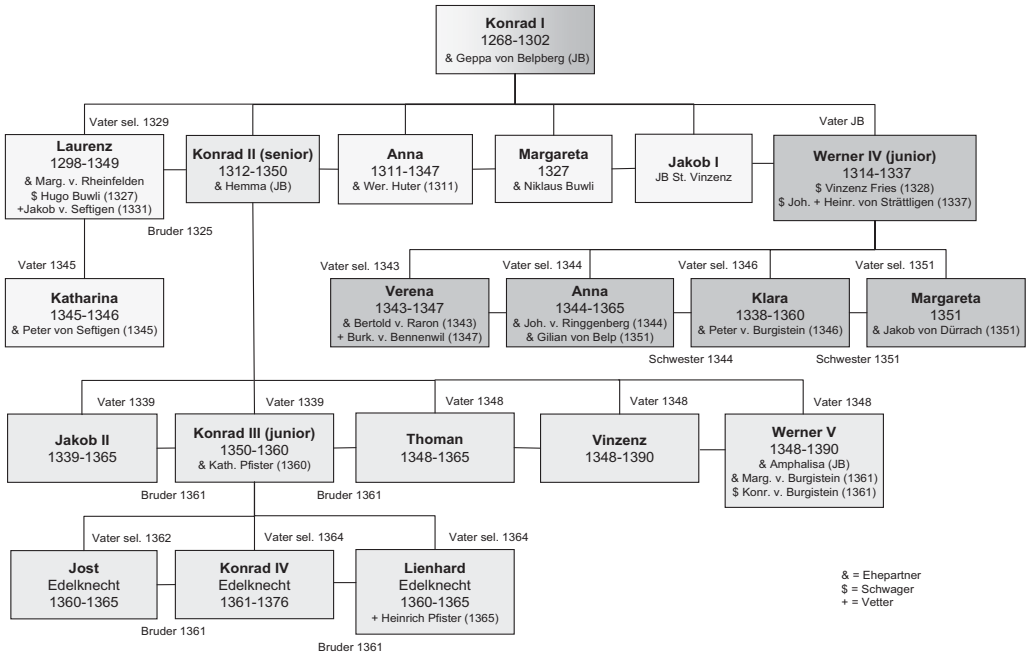 Konrad I
1268-1302
& Geppa von Belpberg (JB)
Vater sel. 1329
Vater JB
Laurenz
1298-1349
& Marg. v. Rheinfelden
$ Hugo Buwli (1327)
+Jakob v. Seftigen (1331)
Konrad II (senior)
1312-1350
& Hemma (JB)
Anna
1311-1347
& Wer. Huter (1311)
Margareta
1327
& Niklaus Buwli
Jakob I
JB St. Vinzenz
Werner IV (junior)
1314-1337
$ Vinzenz Fries (1328)
$ Joh. + Heinr. von Strättligen (1337)
Bruder 1325
Vater 1345
Vater sel. 1343
Vater sel. 1344
Vater sel. 1346
Vater sel. 1351
Katharina
1345-1346
& Peter von Seftigen (1345)
Verena
1343-1347
& Bertold v. Raron (1343)
+ Burk. v. Bennenwil (1347)
Anna
1344-1365
& Joh. v. Ringgenberg (1344)
& Gilian von Belp (1351)
Klara
1338-1360
& Peter v. Burgistein (1346)
Margareta
1351
& Jakob von Dürrach (1351)
Schwester 1344
Schwester 1351
Vater 1339
Vater 1339
Vater 1348
Vater 1348
Vater 1348
Jakob II
1339-1365
Konrad III (junior)
1350-1360
& Kath. Pfister (1360)
Thoman
1348-1365
Vinzenz
1348-1390
Werner V
1348-1390
& Amphalisa (JB)
& Marg. v. Burgistein (1361)
$ Konr. v. Burgistein (1361)
Bruder 1361
Bruder 1361
Vater sel. 1362
Vater sel. 1364
Vater sel. 1364
Jost
Edelknecht
1360-1365
Konrad IV
Edelknecht
1361-1376
Lienhard
Edelknecht
1360-1365
+ Heinrich Pfister (1365)
Bruder 1361
Bruder 1361
& = Ehepartner
$ = Schwager
+ = Vetter